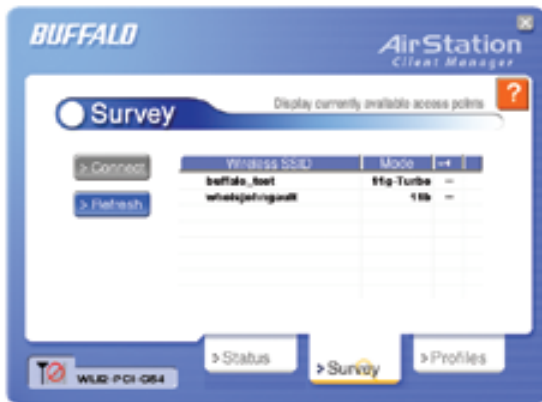 BUFFALO
AirStation
Client Manager
Survey
Display currently available access points
?
> Connect
> Refresh
Wireless SSID Mode
buffalo_test 11g-Turbo --
whoisjohngault 11b --
> Status
> Survey
> Profiles
WLI2-PCI-G54